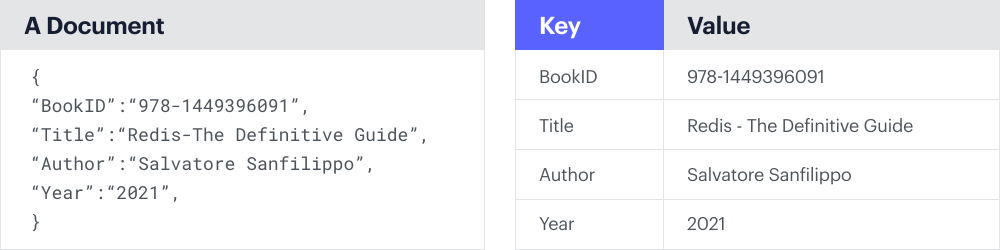 A Document
{
“BookID”:“978-1449396091”,
“Title”:“Redis-The Definitive Guide”,
“Author”:“Salvatore Sanfilippo”,
“Year”:“2021”,
}
Key Value
BookID 978-1449396091
Title Redis - The Definitive Guide
Author Salvatore Sanfilippo
Year 2021